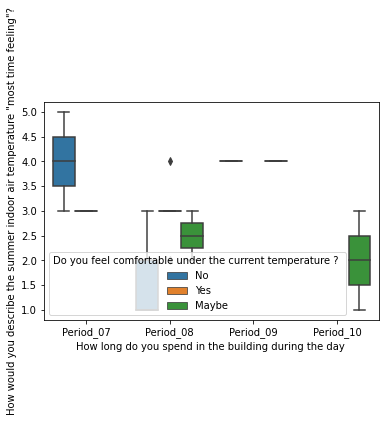 How would you describe the summer indoor air temperature "most time feeling"?
5.0
4.5
4.0
3.5
3.0
2.5
2.0
1.5
1.0
Do you feel comfortable under the current temperature ?
No
Yes
Maybe
Period_07 Period_08 Period_09 Period_10
How long do you spend in the building during the day